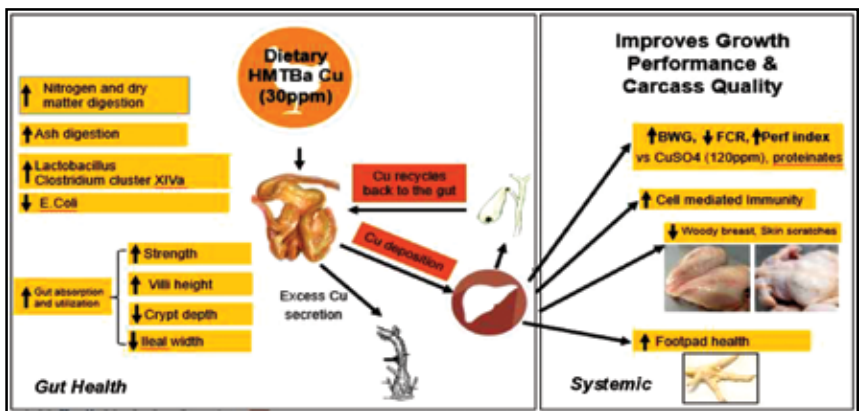 Dietary
HMTBa Cu
(30ppm)
Nitrogen and dry
matter digestion
Ash digestion
Lactobacillus
Clostridium cluster XIVa
E.Coli
Gut absorption
and utilization
Strength
Villi height
Crypt depth
Ileal width
Cu recycles
back to the gut
Cu deposition
Excess Cu
secretion
Gut Health
Improves Growth
Performance &
Carcass Quality
↑BWG, ↓FCR, ↑Perf index
vs CuSO4 (120ppm), proteinates
Cell mediated Immunity
Woody breast, Skin scratches
Footpad health
Systemic